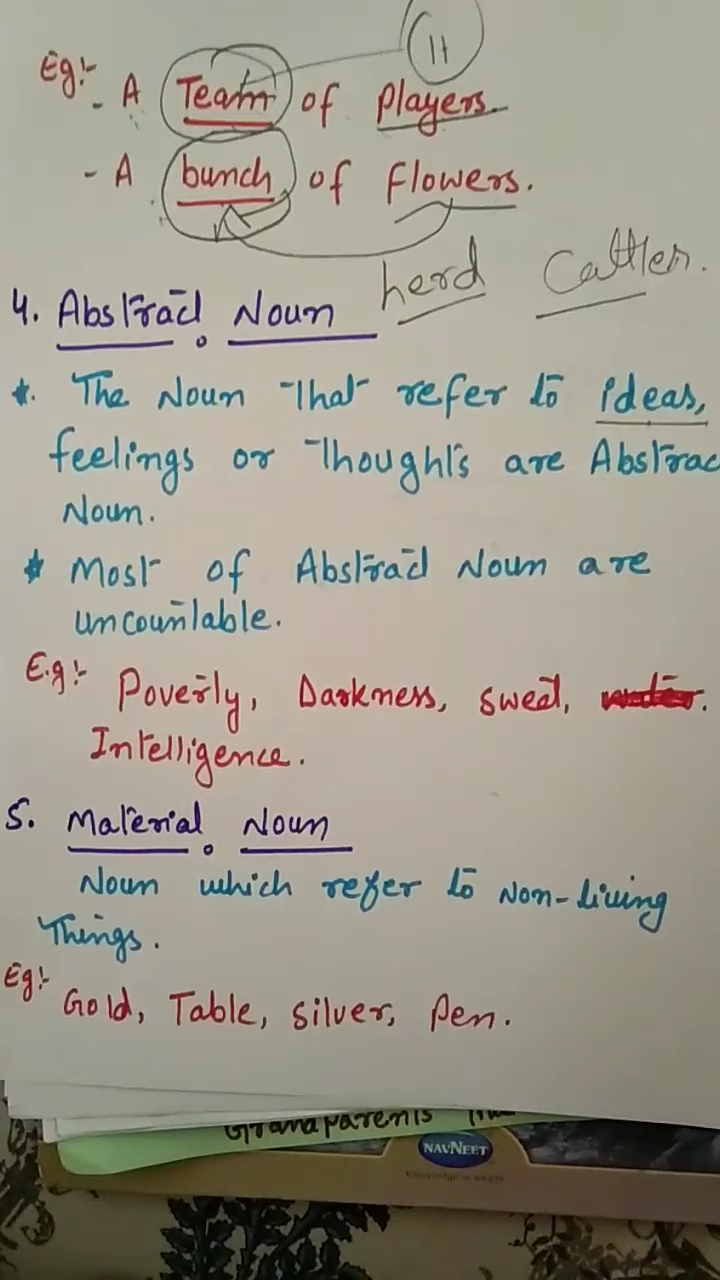 11
Eg:- - A Team of Players.
- A bunch of flowers.
herd Cattles.
4. Abstract Noun
*. The Noun That refer to ideas,
feelings or Thoughts are Abstrac
Noun.
* Most of Abstract Noun are
uncountable.
E.g:- Poverty, Darkness, sweet,
Intelligence.
5. Material Noun
Noun which refer to Non-living
Things.
Eg:- Gold, Table, silver, Pen.
Grandparents
NAVNEET